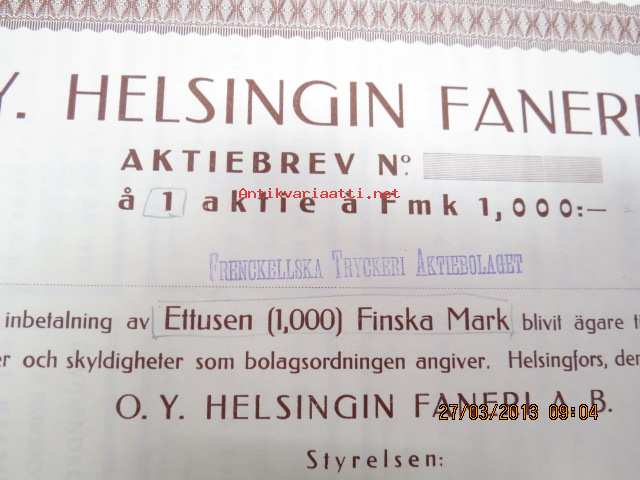 Y. HELSINGIN FANERI
AKTIEBREV Nº
Antikvariaatti.net
å 1 aktie å Fmk 1,000:-
FRENCKELLSKA TRYCKERI AKTIEBOLAGET
inbetalning av Ettusen (1,000) Finska Mark blivit ägare ti
er och skyldigheter som bolagsordningen angiver. Helsingfors, den
O. Y. HELSINGIN FANERI A. B.
27/03/2013 09:04
Styrelsen: